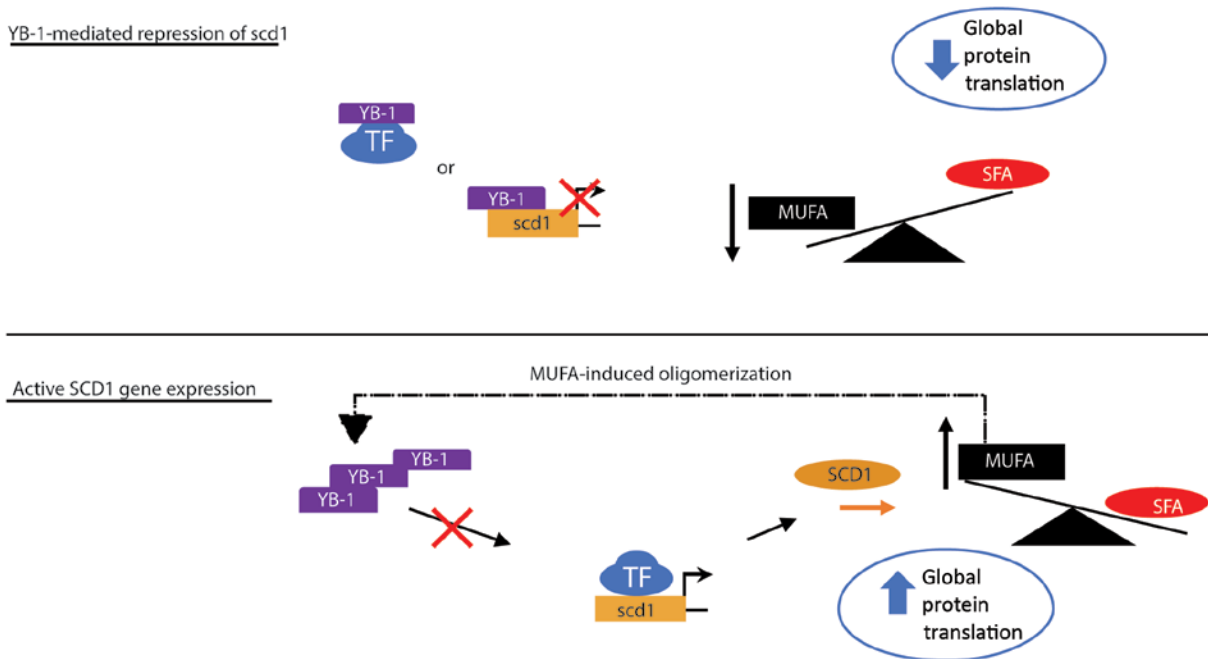 YB-1-mediated repression of scd1
Global
protein
translation
YB-1
TF
or
YB-1
scd1
SFA
MUFA
Active SCD1 gene expression
MUFA-induced oligomerization
YB-1
YB-1
YB-1
SCD1
MUFA
SFA
TF
scd1
Global
protein
translation